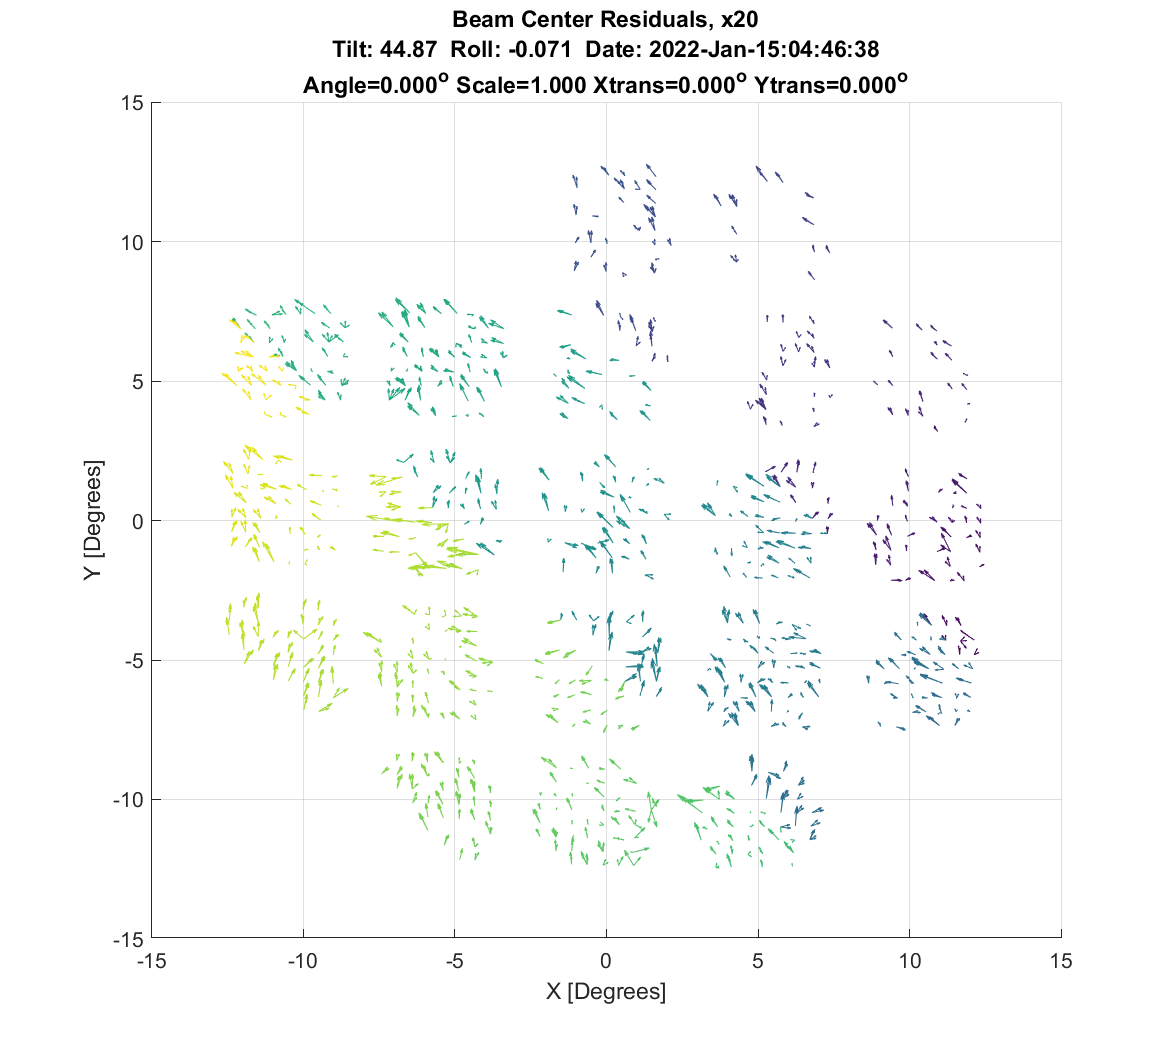 Beam Center Residuals, x20
Tilt: 44.87 Roll: -0.071 Date: 2022-Jan-15:04:46:38
Angle=0.000° Scale=1.000 Xtrans=0.000° Ytrans=0.000°
15
10
5
0
-5
-10
-15
Y [Degrees]
-15 -10 -5 0 5 10 15
X [Degrees]